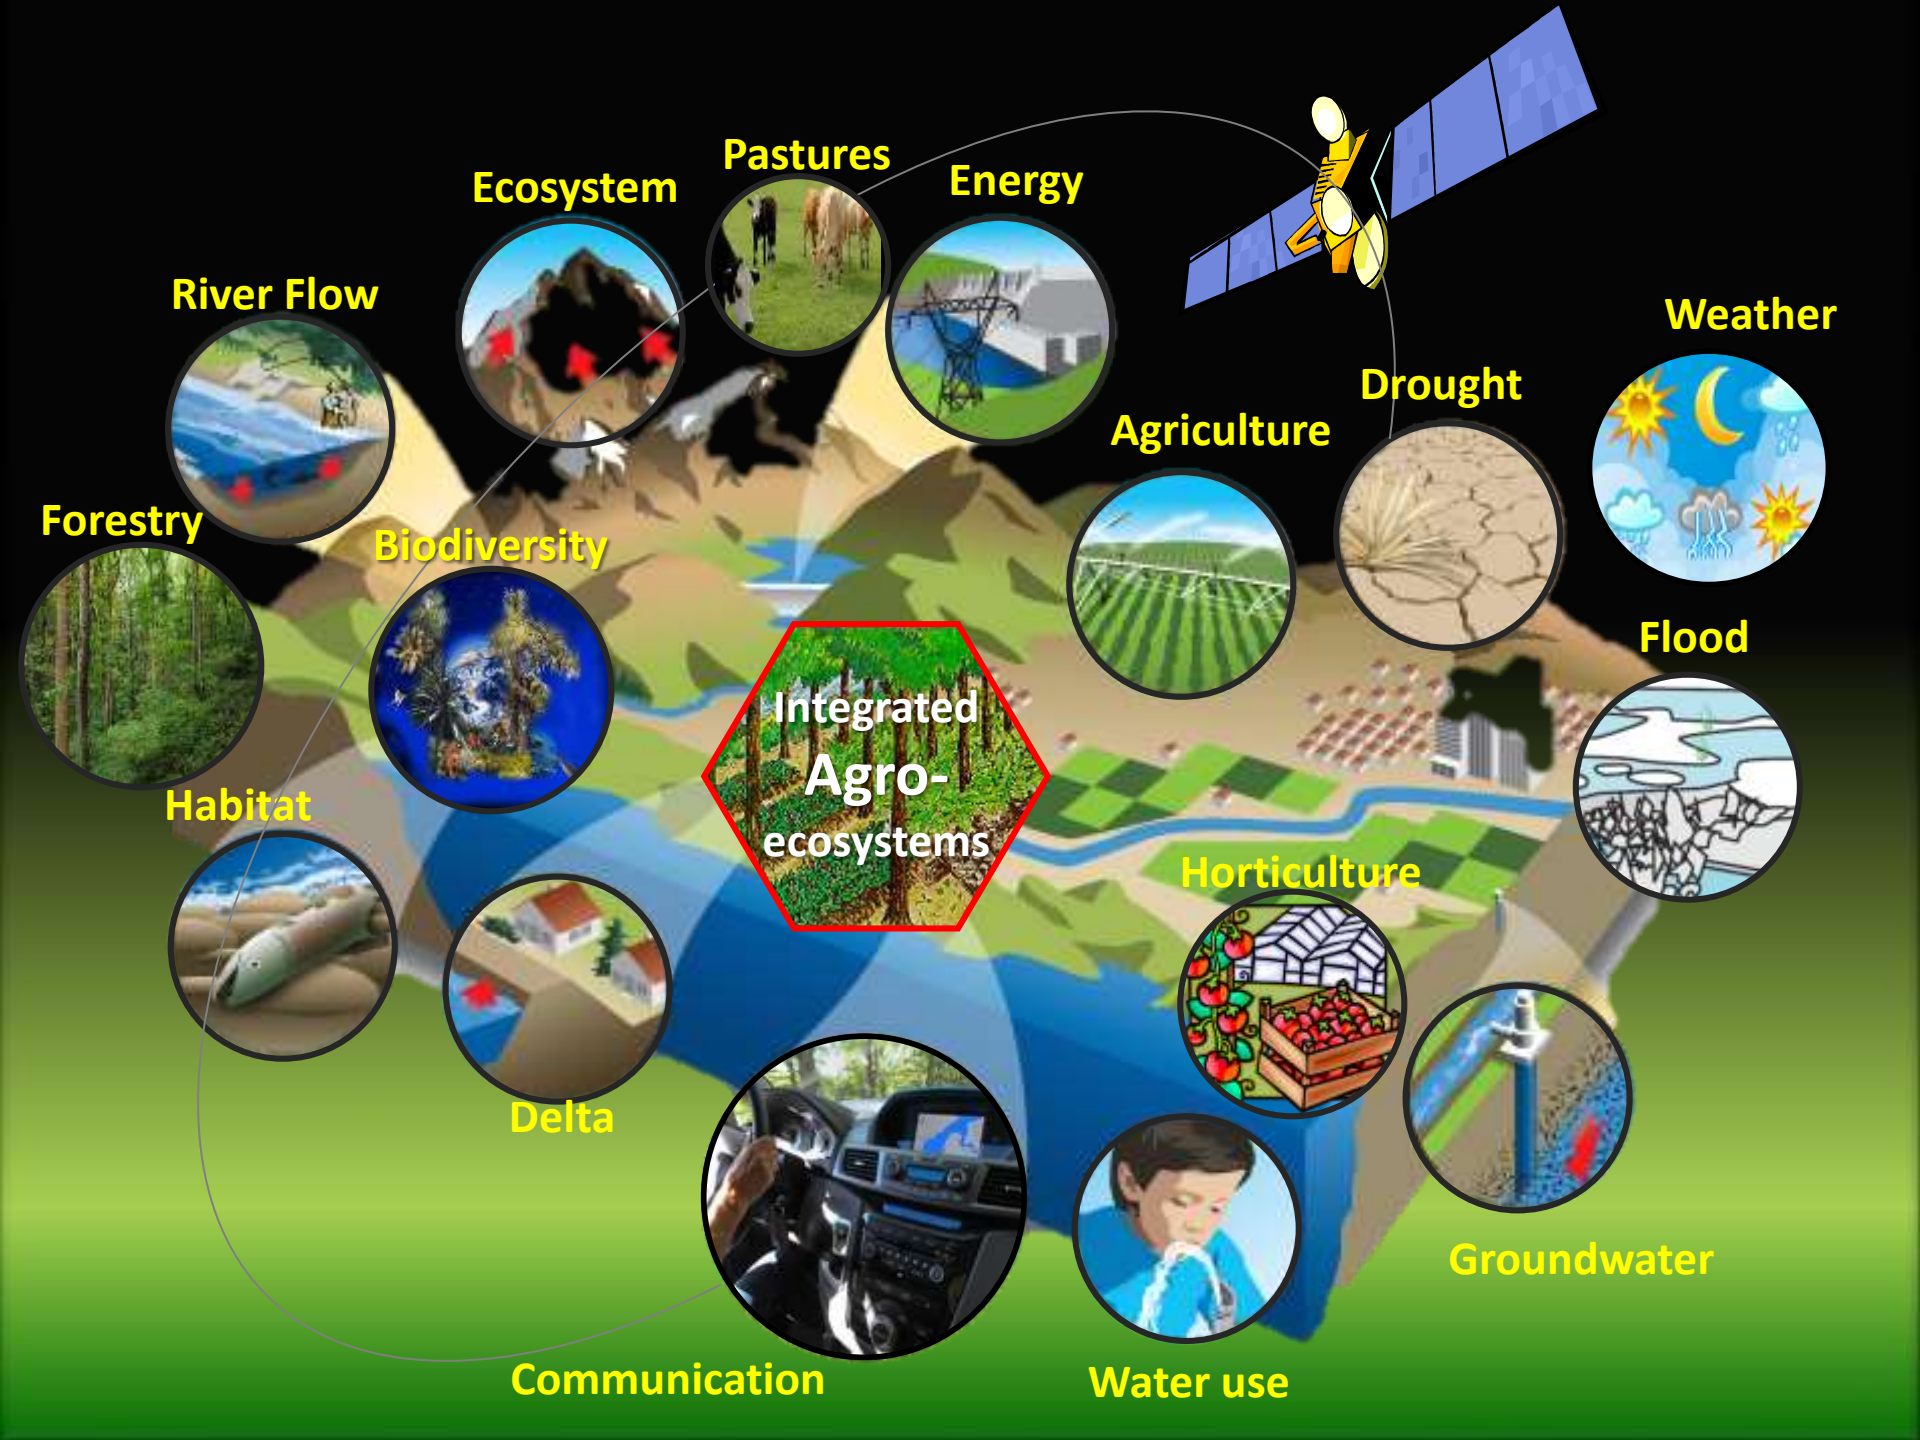 Pastures
Energy
Ecosystem
River Flow
Weather
Drought
Agriculture
Forestry
Biodiversity
Flood
Integrated
Agro-
ecosystems
Habitat
Horticulture
Delta
Groundwater
Communication
Water use